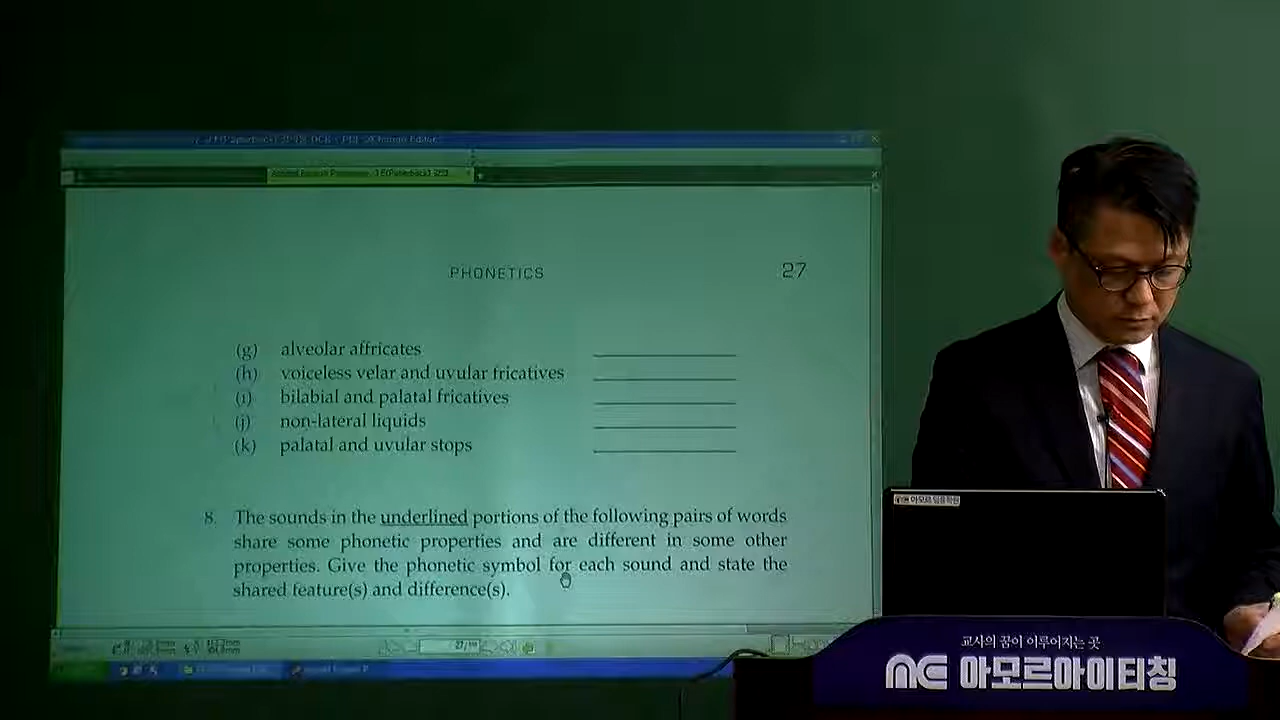 PHONETICS 27
(g) alveolar affricates
(h) voiceless velar and uvular fricatives
(i) bilabial and palatal fricatives
(j) non-lateral liquids
(k) palatal and uvular stops
8. The sounds in the underlined portions of the following pairs of words
share some phonetic properties and are different in some other
properties. Give the phonetic symbol for each sound and state the
shared feature(s) and difference(s).
교사의 꿈이 이루어지는 곳
아모르아이티칭